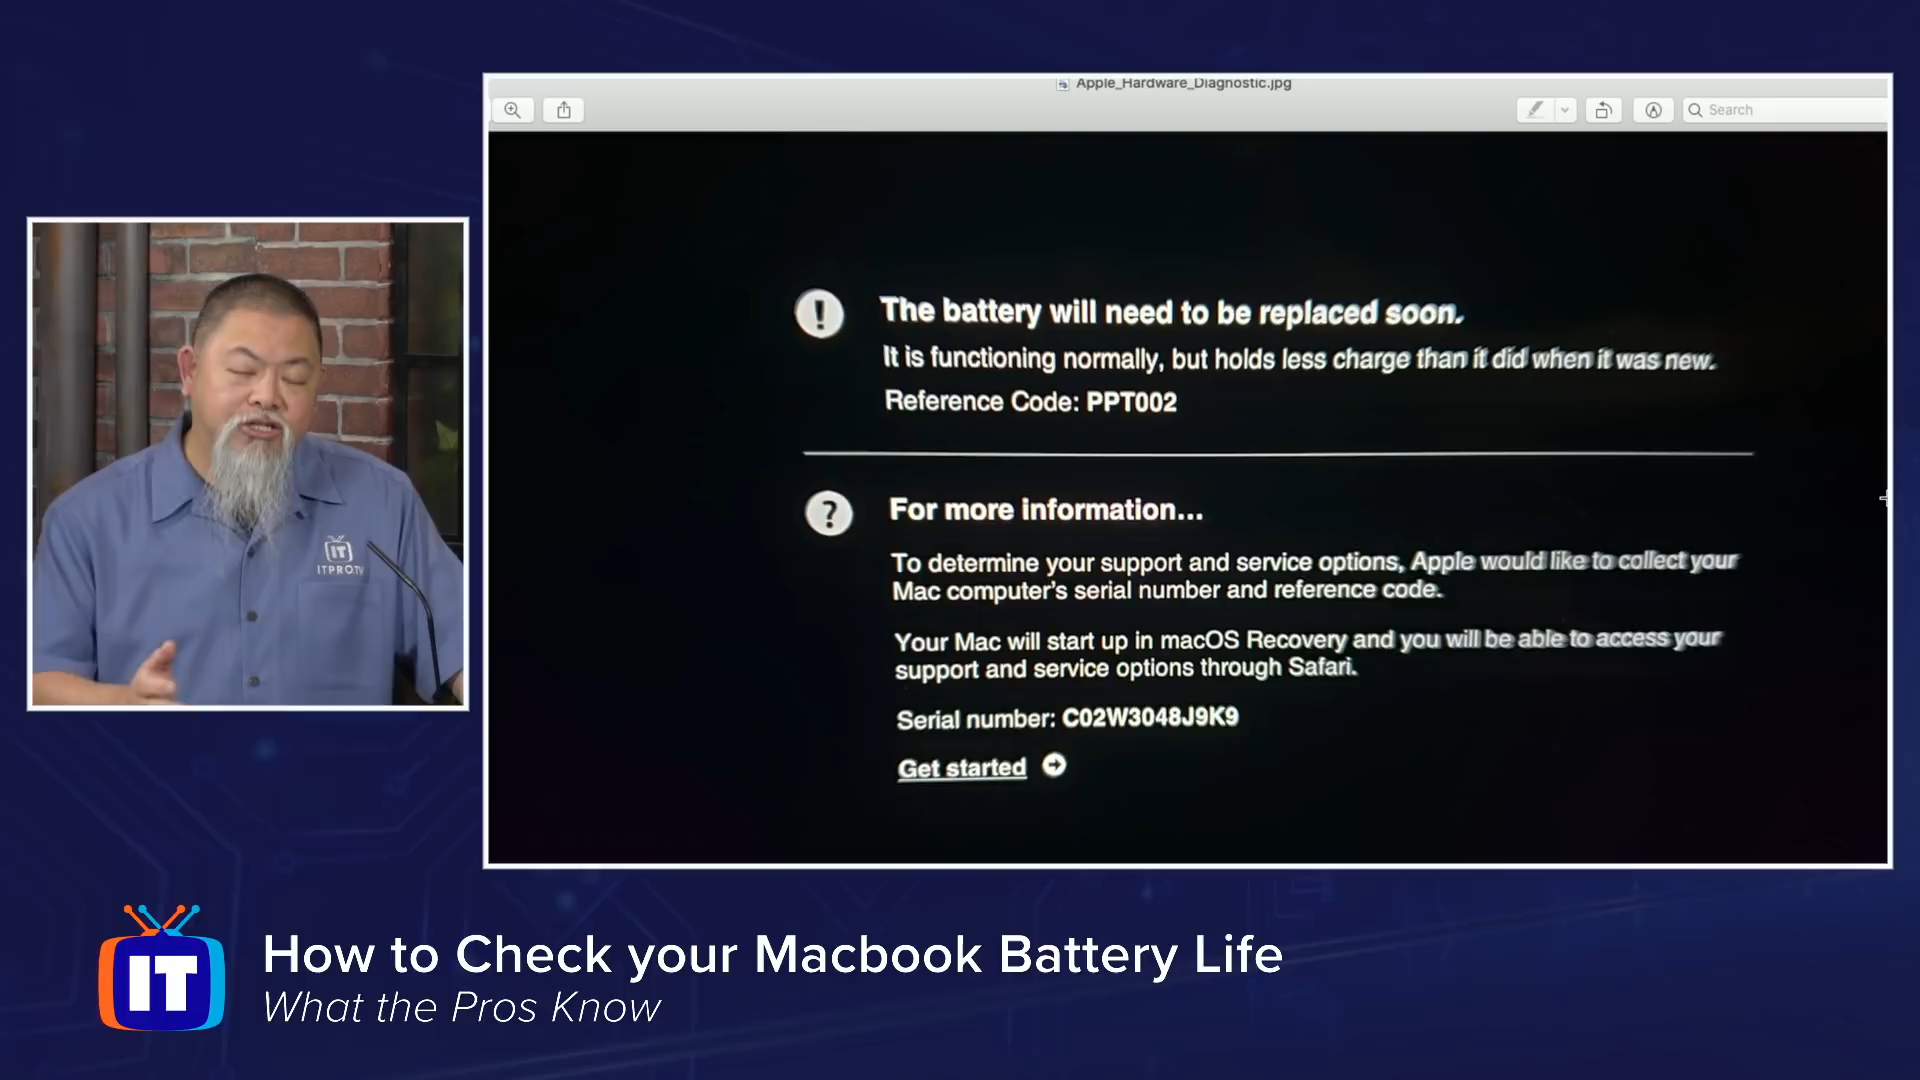 Apple_Hardware_Diagnostic.jpg
Search
The battery will need to be replaced soon.
It is functioning normally, but holds less charge than it did when it was new.
Reference Code: PPT002
For more information...
To determine your support and service options, Apple would like to collect your
Mac computer's serial number and reference code.
Your Mac will start up in macOS Recovery and you will be able to access your
support and service options through Safari.
Serial number: C02W3048J9K9
Get started
IT
ITPRO.TV
IT
How to Check your Macbook Battery Life
What the Pros Know